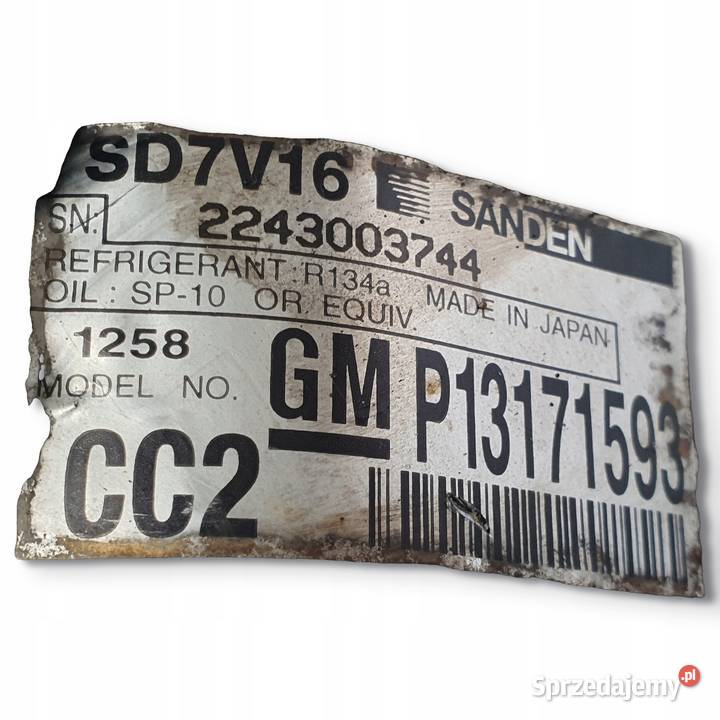 SD7V16 SANDEN
SN: 2243003744
REFRIGERANT : R134a MADE IN JAPAN
OIL : SP-10 OR EQUIV.
1258
MODEL NO. GM P13171593
CC2
Sprzedajemy.pl